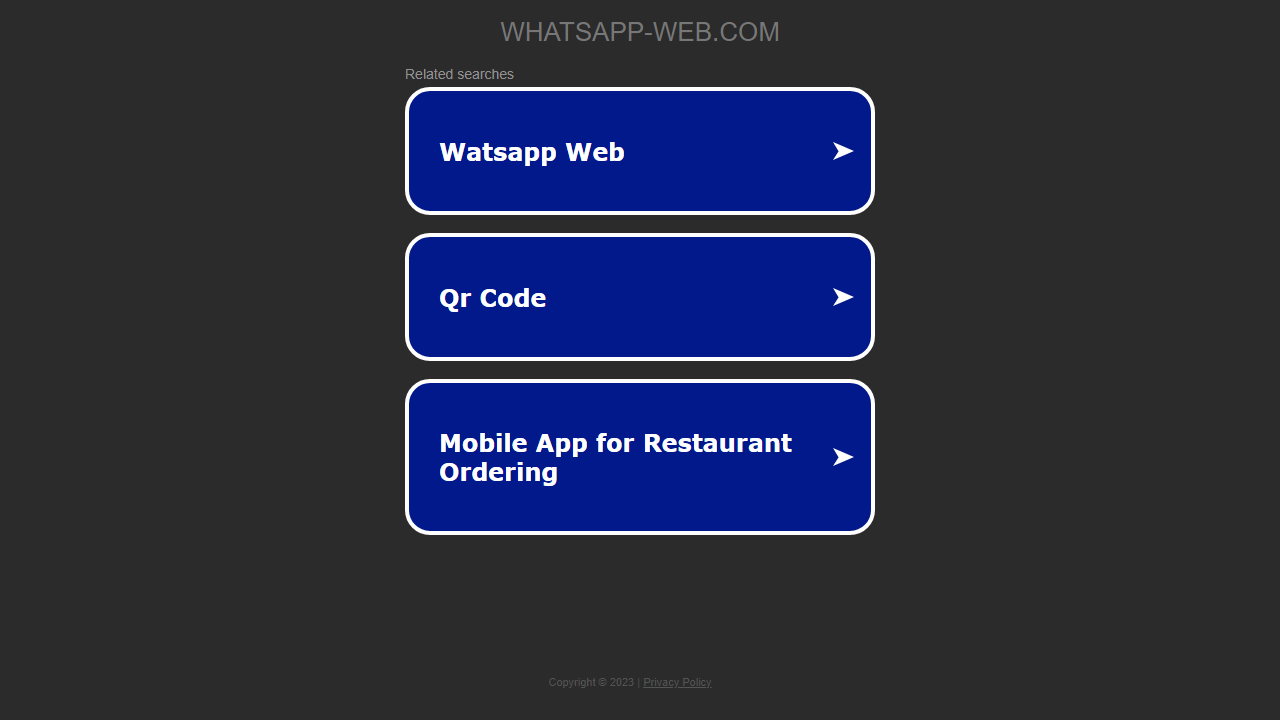 WHATSAPP-WEB.COM
Related searches
Watsapp Web
Qr Code
Mobile App for Restaurant
Ordering
Copyright © 2023 | Privacy Policy